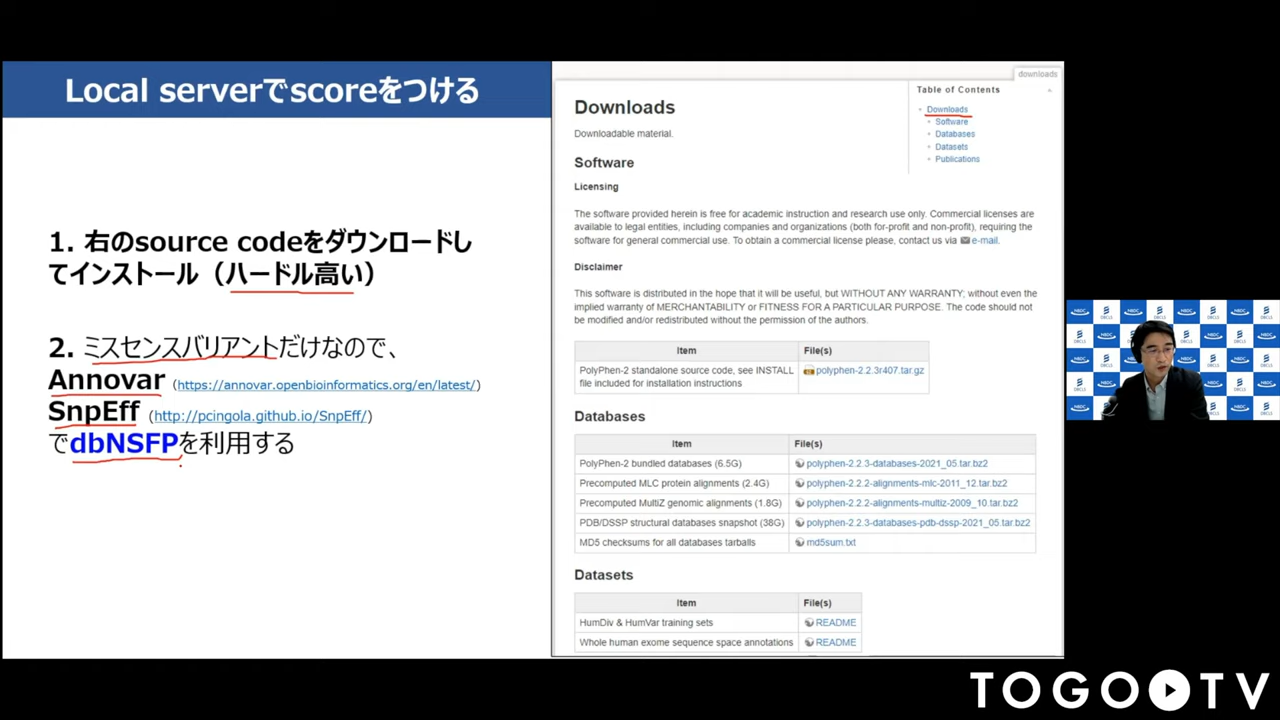 Local serverでscoreをつける
1. 右のsource codeをダウンロードし
てインストール（ハードル高い）
2. ミスセンスバリアントだけなので、
Annovar (https://annovar.openbioinformatics.org/en/latest/)
SnpEff (http://pcingola.github.io/SnpEff/)
でdbNSFPを利用する
downloads
Table of Contents
Downloads
Software
Databases
Datasets
Publications
Downloads
Downloadable material.
Software
Licensing
The software provided herein is free for academic instruction and research use only. Commercial licenses are
available to legal entities, including companies and organizations (both for-profit and non-profit), requiring the
software for general commercial use. To obtain a commercial license please, contact us via e-mail.
Disclaimer
This software is distributed in the hope that it will be useful, but WITHOUT ANY WARRANTY; without even the
implied warranty of MERCHANTABILITY or FITNESS FOR A PARTICULAR PURPOSE. The code should not
be modified and/or redistributed without the permission of the authors.
Item File(s)
PolyPhen-2 standalone source code, see INSTALL polyphen-2.2.3r407.tar.gz
file included for installation instructions
Databases
Item File(s)
PolyPhen-2 bundled databases (6.5G) polyphen-2.2.3-databases-2021_05.tar.bz2
Precomputed MLC protein alignments (2.4G) polyphen-2.2.2-alignments-mlc-2011_12.tar.bz2
Precomputed MultiZ genomic alignments (1.8G) polyphen-2.2.2-alignments-multiz-2009_10.tar.bz2
PDB/DSSP structural databases snapshot (38G) polyphen-2.2.3-databases-pdb-dssp-2021_05.tar.bz2
MD5 checksums for all databases tarballs md5sum.txt
Datasets
Item File(s)
HumDiv & HumVar training sets README
Whole human exome sequence space annotations README
TOGO TV